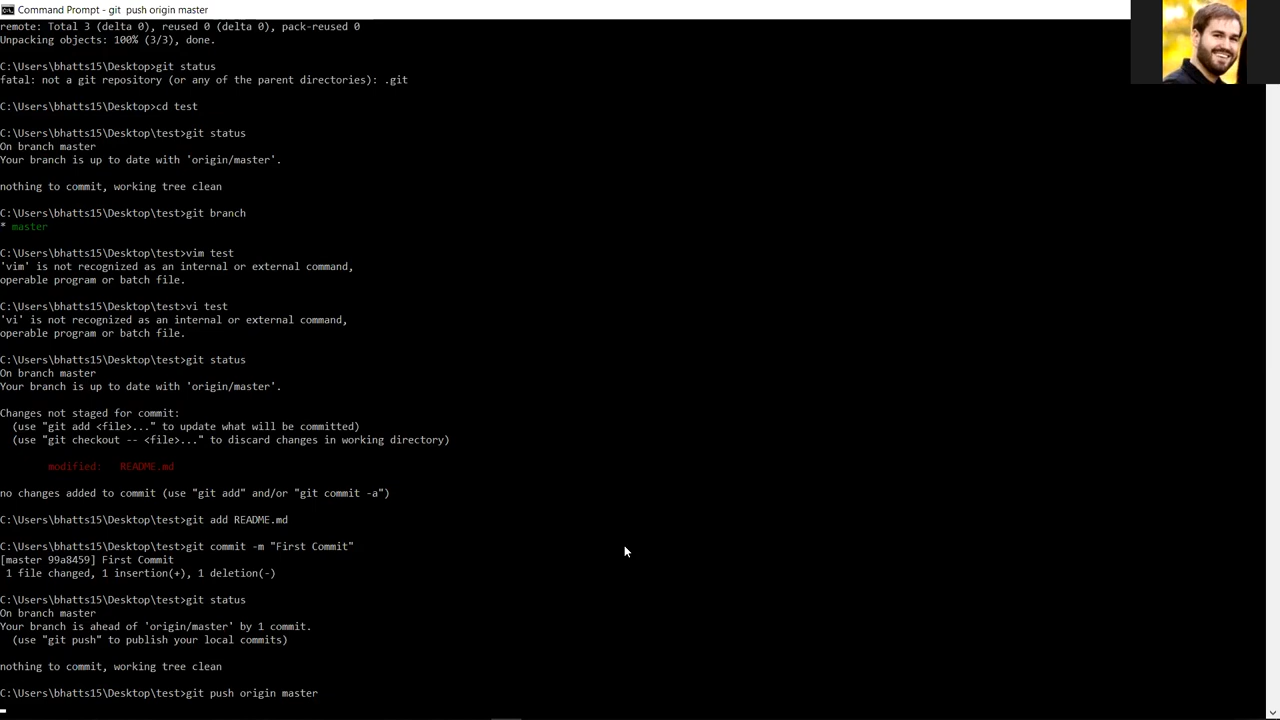 Command Prompt - git  push origin master
remote: Total 3 (delta 0), reused 0 (delta 0), pack-reused 0
Unpacking objects: 100% (3/3), done.
C:\Users\bhatts15\Desktop>git status
fatal: not a git repository (or any of the parent directories): .git
C:\Users\bhatts15\Desktop>cd test
C:\Users\bhatts15\Desktop\test>git status
On branch master
Your branch is up to date with 'origin/master'.
nothing to commit, working tree clean
C:\Users\bhatts15\Desktop\test>git branch
* master
C:\Users\bhatts15\Desktop\test>vim test
'vim' is not recognized as an internal or external command,
operable program or batch file.
C:\Users\bhatts15\Desktop\test>vi test
'vi' is not recognized as an internal or external command,
operable program or batch file.
C:\Users\bhatts15\Desktop\test>git status
On branch master
Your branch is up to date with 'origin/master'.
Changes not staged for commit:
  (use "git add <file>..." to update what will be committed)
  (use "git checkout -- <file>..." to discard changes in working directory)
        modified:   README.md
no changes added to commit (use "git add" and/or "git commit -a")
C:\Users\bhatts15\Desktop\test>git add README.md
C:\Users\bhatts15\Desktop\test>git commit -m "First Commit"
[master 99a8459] First Commit
 1 file changed, 1 insertion(+), 1 deletion(-)
C:\Users\bhatts15\Desktop\test>git status
On branch master
Your branch is ahead of 'origin/master' by 1 commit.
  (use "git push" to publish your local commits)
nothing to commit, working tree clean
C:\Users\bhatts15\Desktop\test>git push origin master